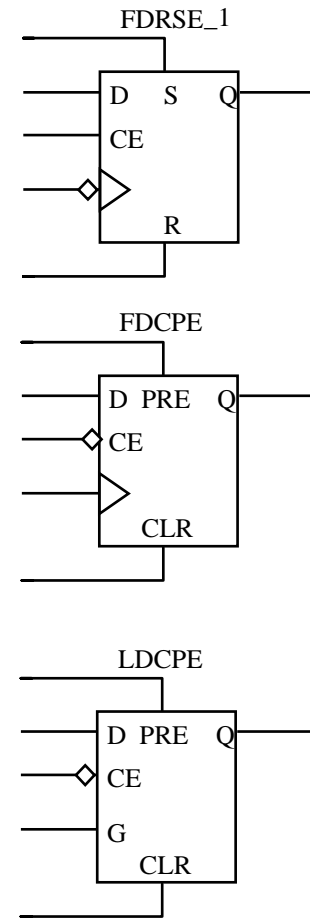 FDRSE_1
D S Q
CE
R
FDCPE
D PRE Q
CE
CLR
LDCPE
D PRE Q
CE
G
CLR